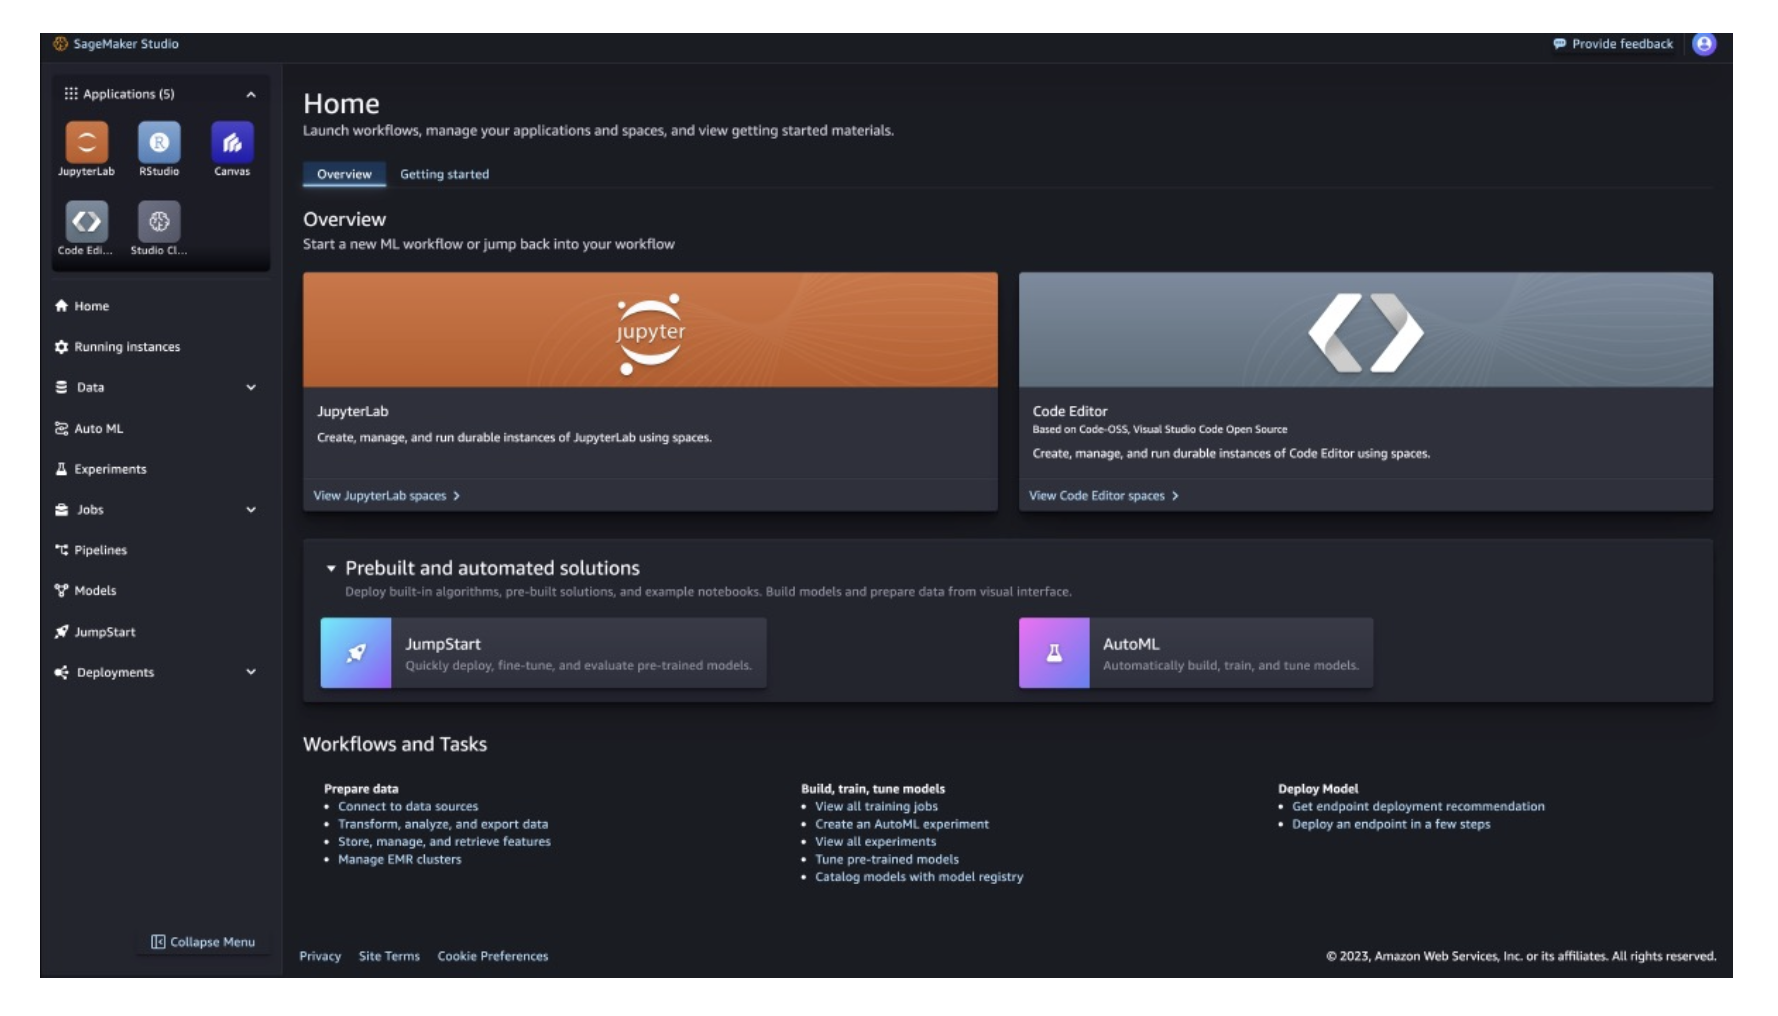 SageMaker Studio
Provide feedback
Applications (5)
JupyterLab
RStudio
Canvas
Code Edi...
Studio Cl...
Home
Running instances
Data
Auto ML
Experiments
Jobs
Pipelines
Models
JumpStart
Deployments
Collapse Menu
Home
Launch workflows, manage your applications and spaces, and view getting started materials.
Overview
Getting started
Overview
Start a new ML workflow or jump back into your workflow
jupyter
JupyterLab
Create, manage, and run durable instances of JupyterLab using spaces.
View JupyterLab spaces
Code Editor
Based on Code-OSS, Visual Studio Code Open Source
Create, manage, and run durable instances of Code Editor using spaces.
View Code Editor spaces
Prebuilt and automated solutions
Deploy built-in algorithms, pre-built solutions, and example notebooks. Build models and prepare data from visual interface.
JumpStart
Quickly deploy, fine-tune, and evaluate pre-trained models.
AutoML
Automatically build, train, and tune models.
Workflows and Tasks
Prepare data
• Connect to data sources
• Transform, analyze, and export data
• Store, manage, and retrieve features
• Manage EMR clusters
Build, train, tune models
• View all training jobs
• Create an AutoML experiment
• View all experiments
• Tune pre-trained models
• Catalog models with model registry
Deploy Model
• Get endpoint deployment recommendation
• Deploy an endpoint in a few steps
Privacy
Site Terms
Cookie Preferences
© 2023, Amazon Web Services, Inc. or its affiliates. All rights reserved.